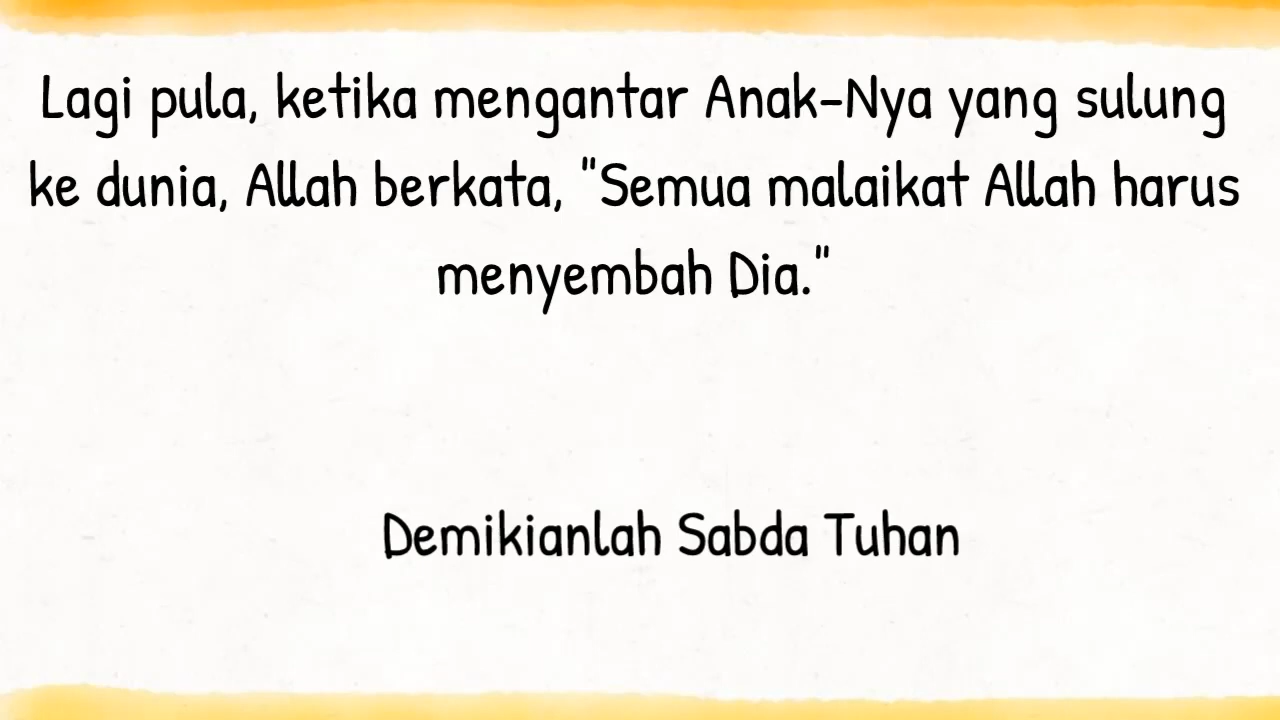 Lagi pula, ketika mengantar Anak-Nya yang sulung
ke dunia, Allah berkata, "Semua malaikat Allah harus
menyembah Dia."
Demikianlah Sabda Tuhan